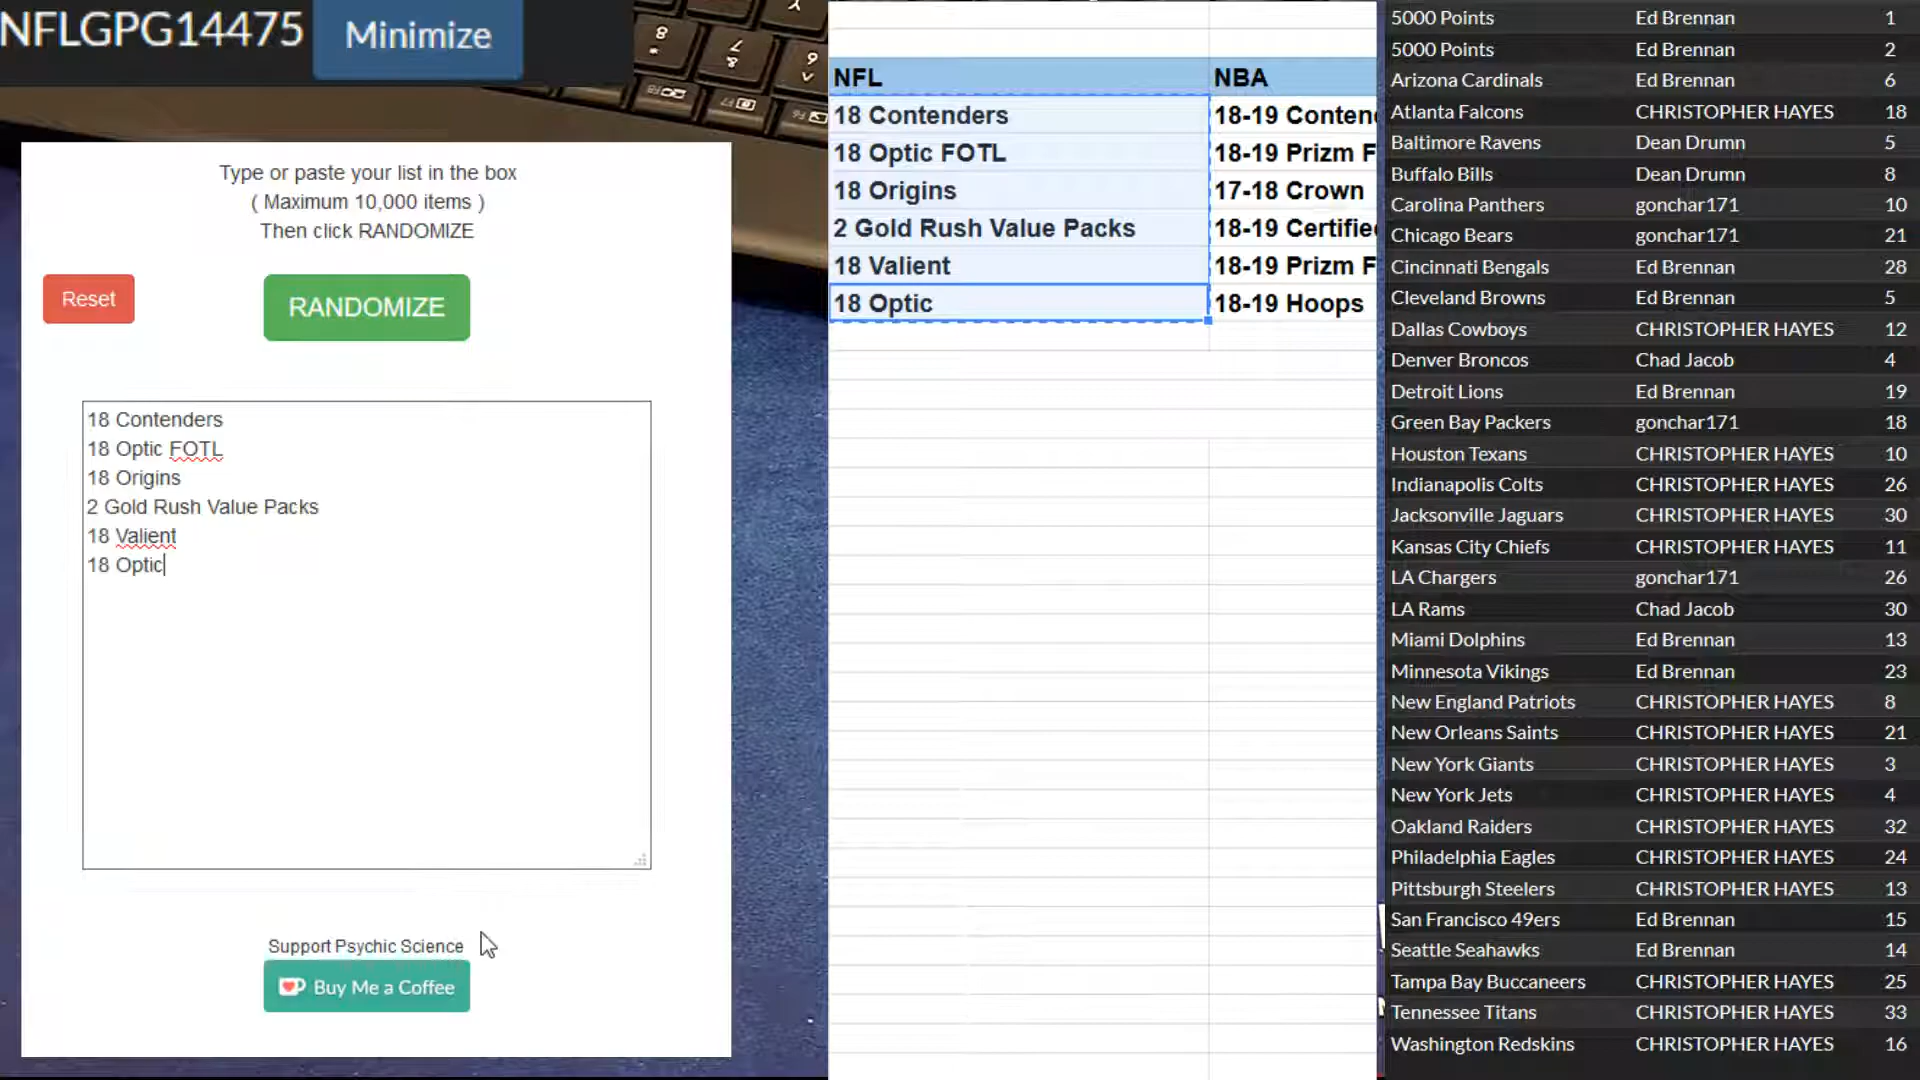 NFLGPG14475
Minimize
Type or paste your list in the box
( Maximum 10,000 items )
Then click RANDOMIZE
Reset
RANDOMIZE
18 Contenders
18 Optic FOTL
18 Origins
2 Gold Rush Value Packs
18 Valient
18 Optic
Support Psychic Science
Buy Me a Coffee
NFL NBA
18 Contenders 18-19 Conten
18 Optic FOTL 18-19 Prizm F
18 Origins 17-18 Crown
2 Gold Rush Value Packs 18-19 Certifie
18 Valient 18-19 Prizm F
18 Optic 18-19 Hoops
5000 Points Ed Brennan 1
5000 Points Ed Brennan 2
Arizona Cardinals Ed Brennan 6
Atlanta Falcons CHRISTOPHER HAYES 18
Baltimore Ravens Dean Drumn 5
Buffalo Bills Dean Drumn 8
Carolina Panthers gonchar171 10
Chicago Bears gonchar171 21
Cincinnati Bengals Ed Brennan 28
Cleveland Browns Ed Brennan 5
Dallas Cowboys CHRISTOPHER HAYES 12
Denver Broncos Chad Jacob 4
Detroit Lions Ed Brennan 19
Green Bay Packers gonchar171 18
Houston Texans CHRISTOPHER HAYES 10
Indianapolis Colts CHRISTOPHER HAYES 26
Jacksonville Jaguars CHRISTOPHER HAYES 30
Kansas City Chiefs CHRISTOPHER HAYES 11
LA Chargers gonchar171 26
LA Rams Chad Jacob 30
Miami Dolphins Ed Brennan 13
Minnesota Vikings Ed Brennan 23
New England Patriots CHRISTOPHER HAYES 8
New Orleans Saints CHRISTOPHER HAYES 21
New York Giants CHRISTOPHER HAYES 3
New York Jets CHRISTOPHER HAYES 4
Oakland Raiders CHRISTOPHER HAYES 32
Philadelphia Eagles CHRISTOPHER HAYES 24
Pittsburgh Steelers CHRISTOPHER HAYES 13
San Francisco 49ers Ed Brennan 15
Seattle Seahawks Ed Brennan 14
Tampa Bay Buccaneers CHRISTOPHER HAYES 25
Tennessee Titans CHRISTOPHER HAYES 33
Washington Redskins CHRISTOPHER HAYES 16